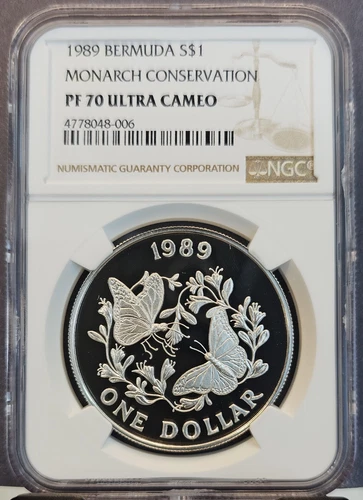 1989 BERMUDA S$1
MONARCH CONSERVATION
PF 70 ULTRA CAMEO
4778048-006
NUMISMATIC GUARANTY CORPORATION
NGC
1989
ONE DOLLAR